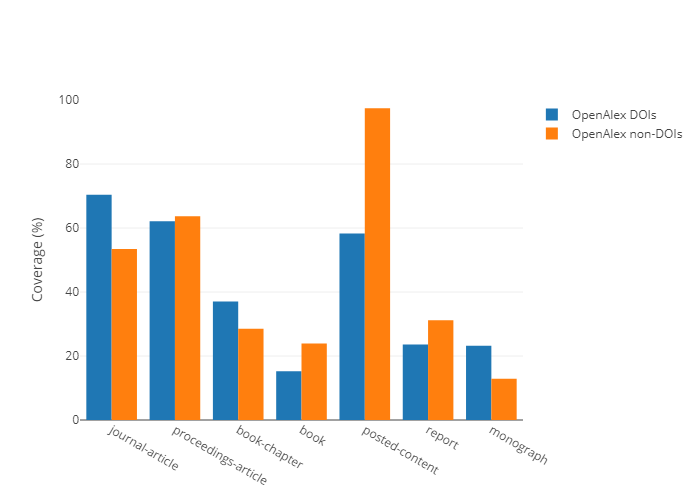 100
80
60
40
20
0
Coverage (%)
journal-article
proceedings-article
book-chapter
book
posted-content
report
monograph
OpenAlex DOIs
OpenAlex non-DOIs